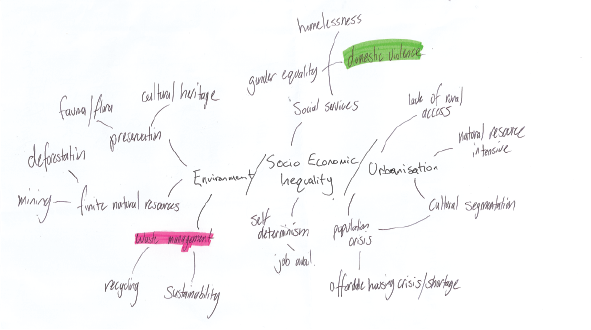 homelessness
domestic violence
gender equality
Social services
cultural heritage
fauna/flora
preservation
deforestation
mining
finite natural resources
Environment
Socio Economic
Inequality
Urbanisation
lack of rural
access
natural resource
intensive
Cultural segmentation
population
crisis
affordable housing crisis/shortage
self
determinism
job avail.
waste management
recycling
Sustainability